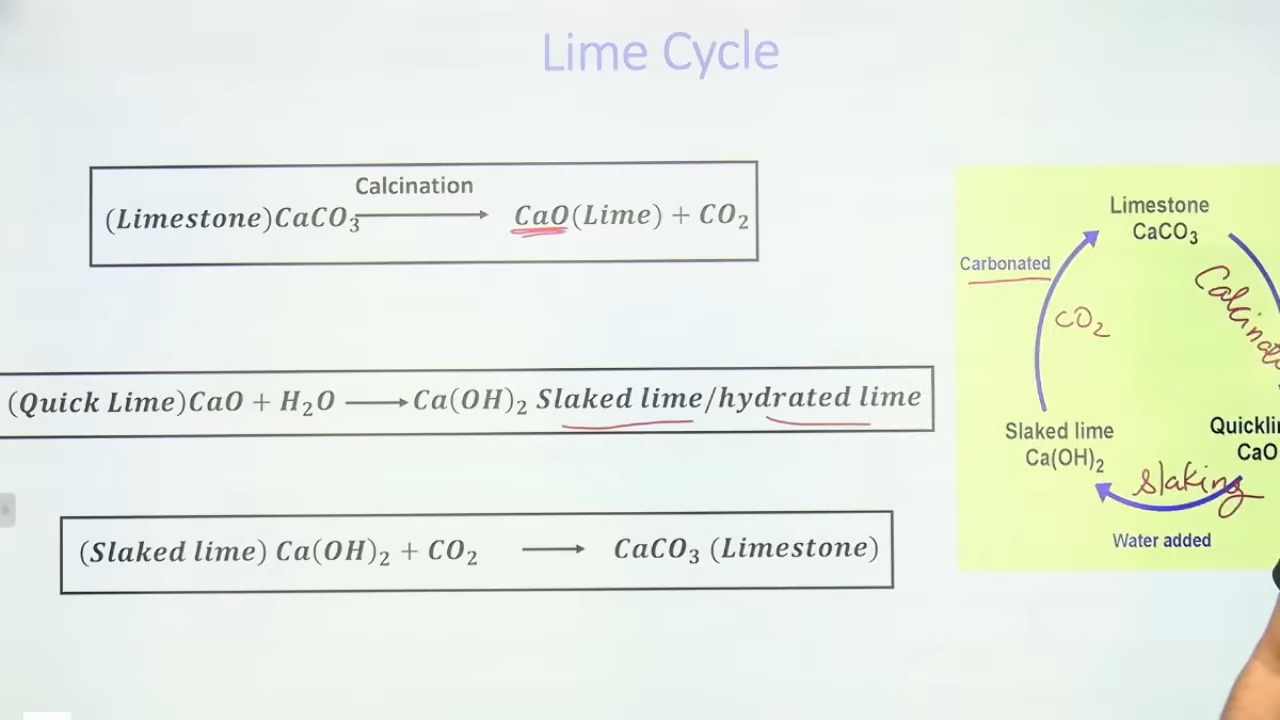 Lime Cycle
Calcination
(Limestone)CaCO₃ ⟶ CaO(Lime) + CO₂
(Quick Lime)CaO + H₂O ⟶ Ca(OH)₂ Slaked lime/hydrated lime
(Slaked lime) Ca(OH)₂ + CO₂ ⟶ CaCO₃ (Limestone)
Limestone
CaCO₃
Carbonated
CO₂
Slaked lime
Ca(OH)₂
CaO
slaking
Water added